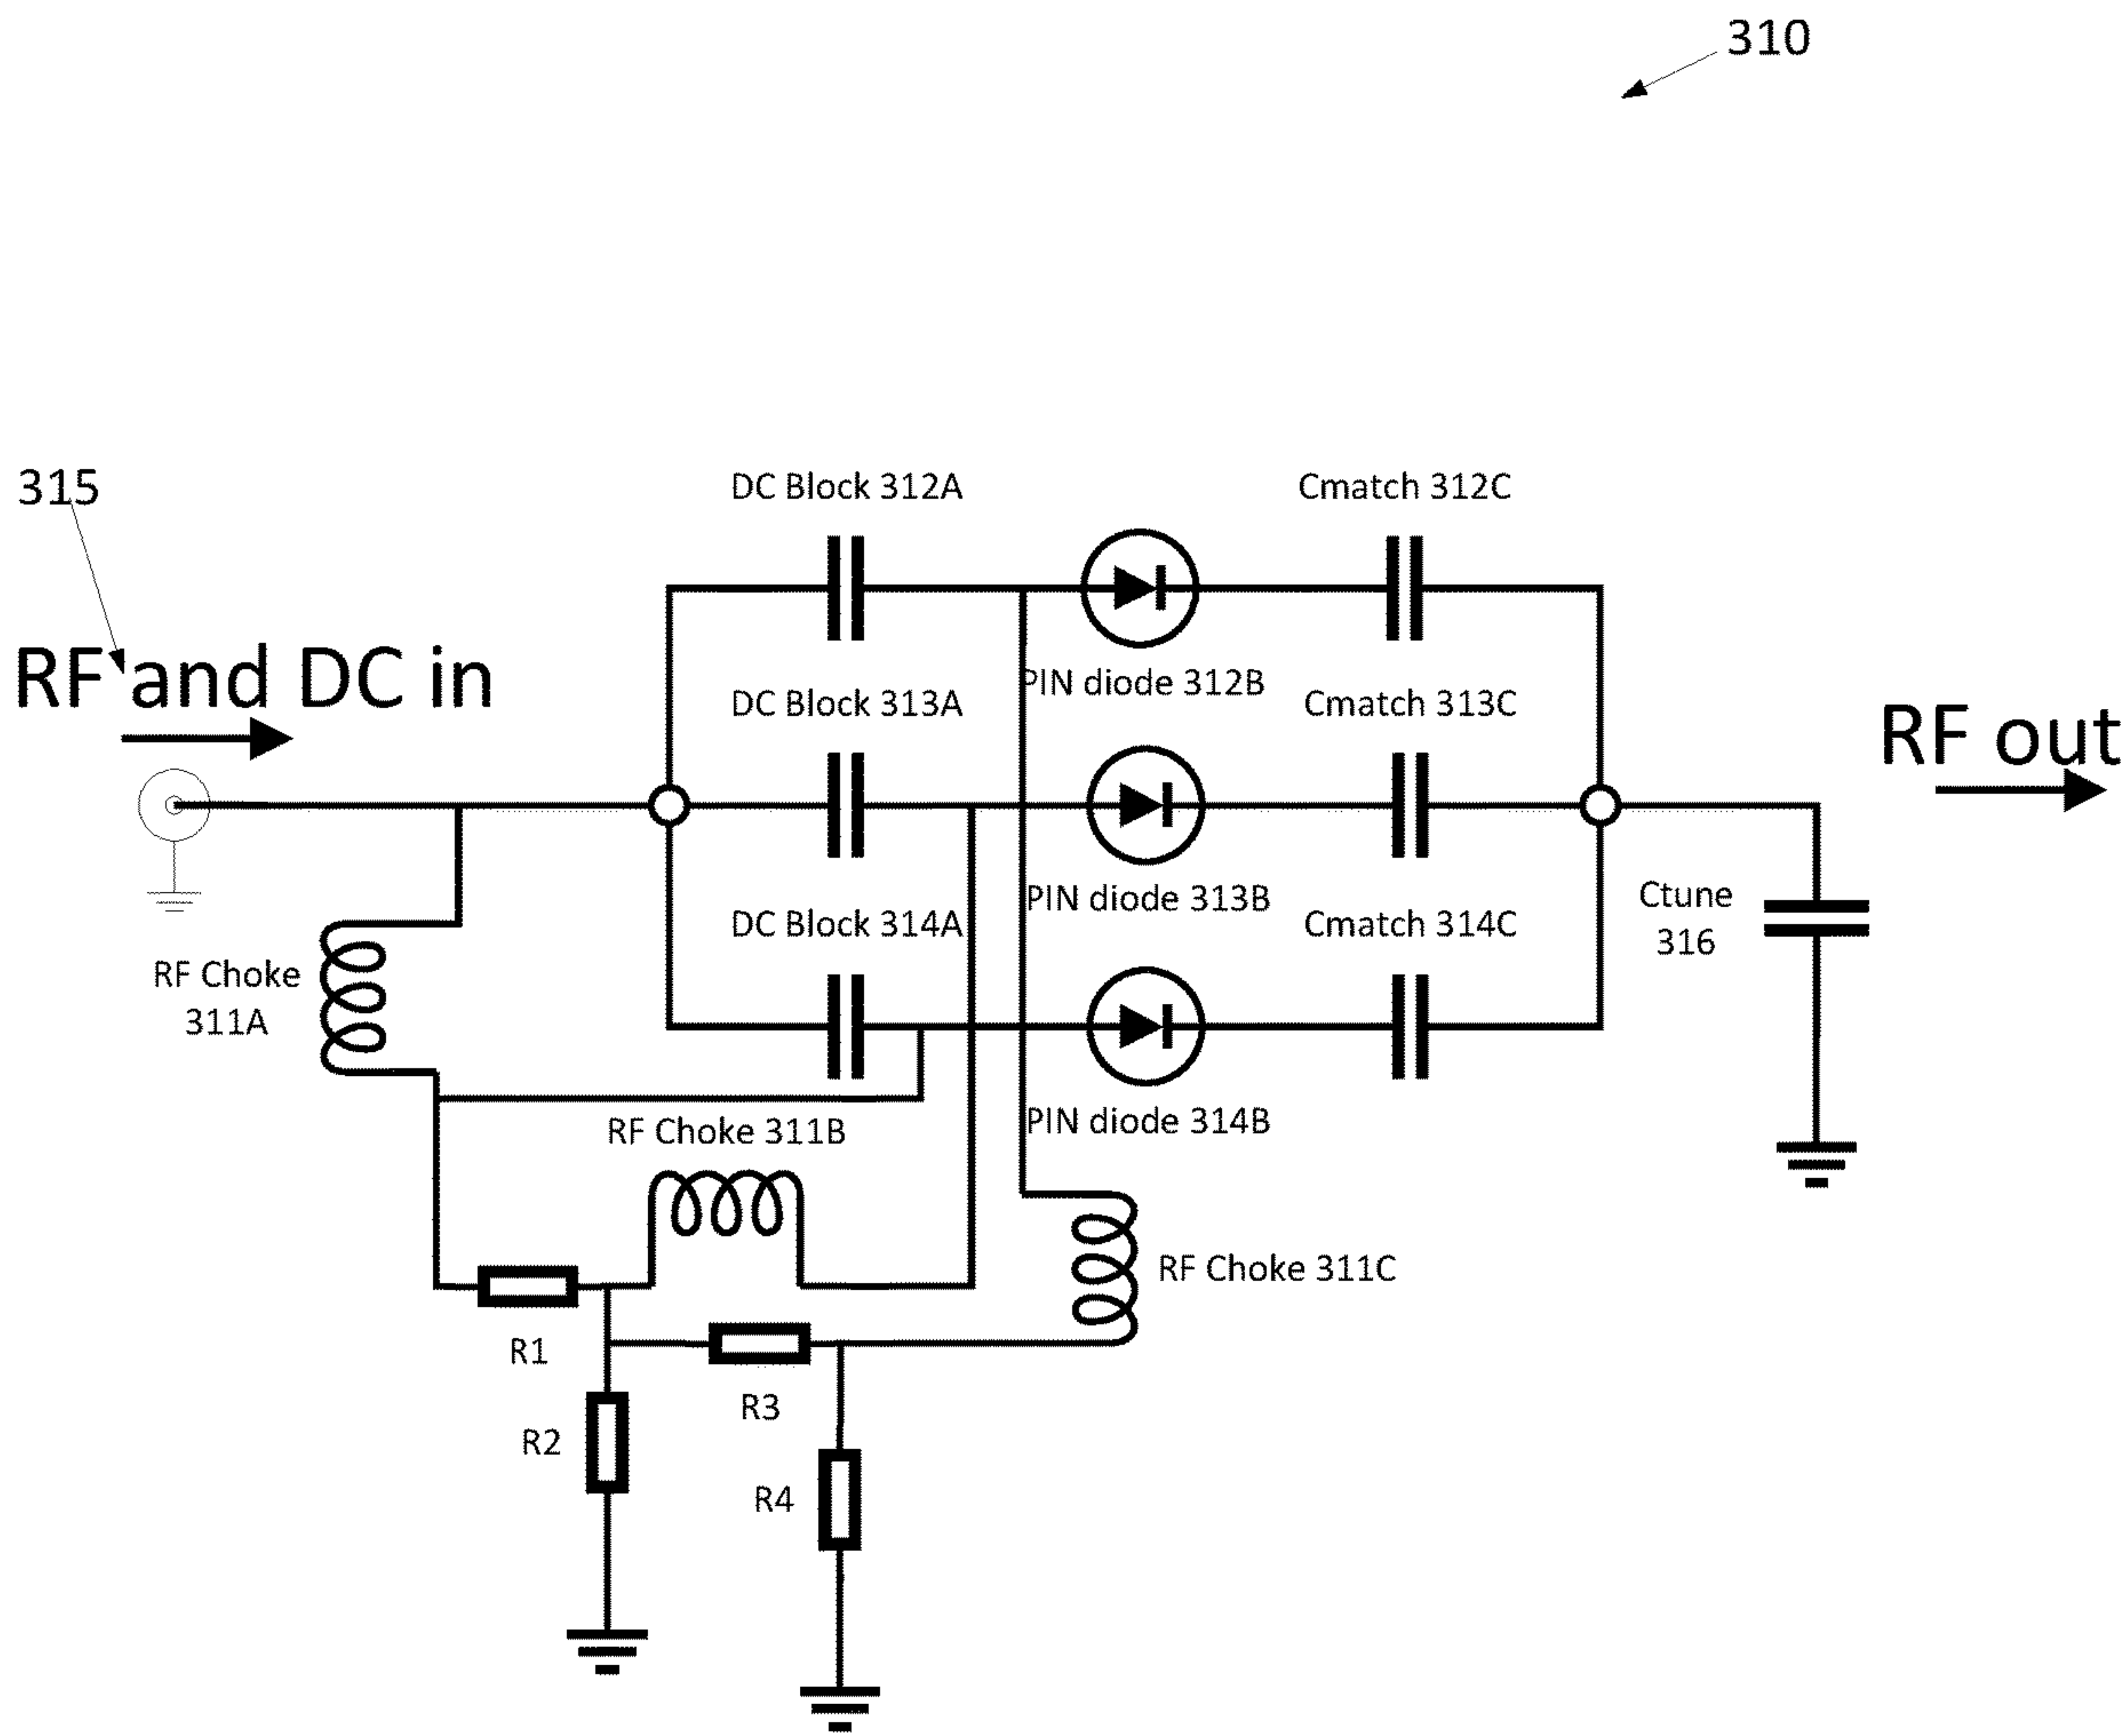 310
315
DC Block 312A
Cmatch 312C
RF and DC in
PIN diode 312B
DC Block 313A
Cmatch 313C
RF out
PIN diode 313B
Ctune
316
DC Block 314A
Cmatch 314C
RF Choke
311A
PIN diode 314B
RF Choke 311B
RF Choke 311C
R1
R3
R2
R4